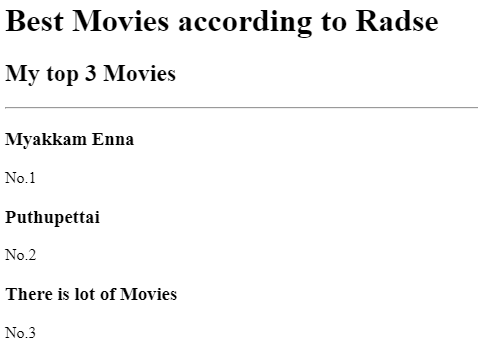 Best Movies according to Radse
My top 3 Movies
Myakkam Enna
No.1
Puthupettai
No.2
There is lot of Movies
No.3